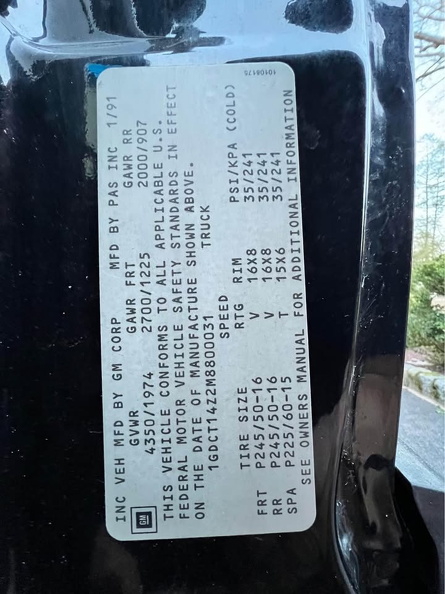 INC VEH MFD BY GM CORP MFD BY PAS INC 1/91
GVWR GAWR FRT GAWR RR
4350/1974 2700/1225 2000/907
THIS VEHICLE CONFORMS TO ALL APPLICABLE U.S.
FEDERAL MOTOR VEHICLE SAFETY STANDARDS IN EFFECT
ON THE DATE OF MANUFACTURE SHOWN ABOVE.
1GDCT1422M8800031 TRUCK
SPEED
TIRE SIZE RTG RIM PSI/KPA (COLD)
FRT P245/50-16 V 16X8 35/241
RR P245/50-16 V 16X8 35/241
SPA P225/60-15 T 15X6 35/241
SEE OWNERS MANUAL FOR ADDITIONAL INFORMATION
GM